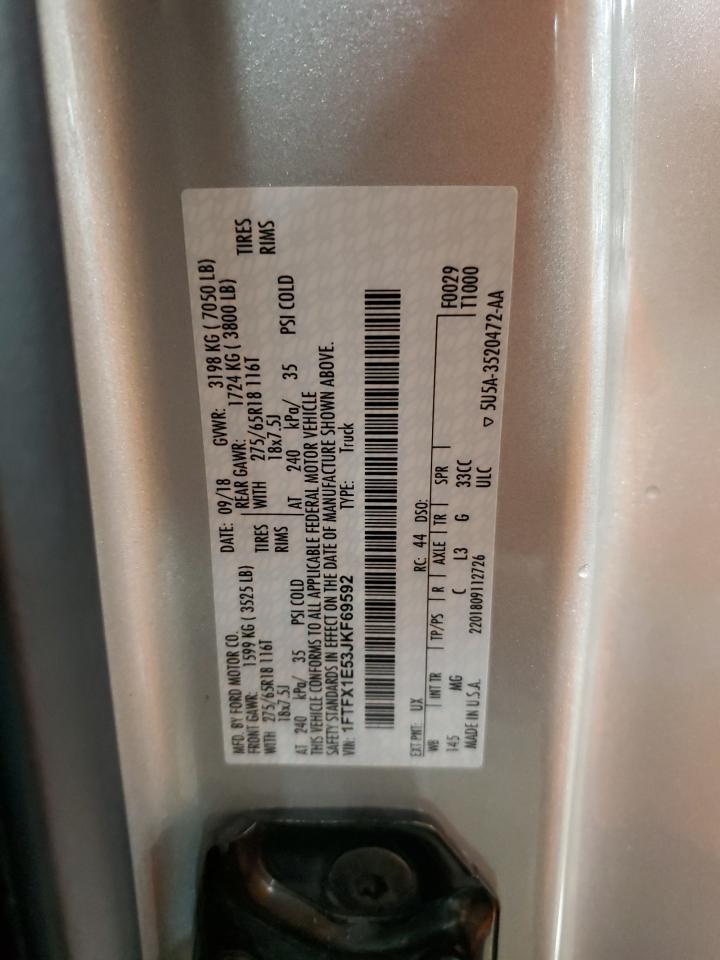 MFD. BY FORD MOTOR CO.
DATE: 09/18 GVWR: 3198 KG ( 7050 LB)
FRONT GAWR: 1599 KG ( 3525 LB) REAR GAWR: 1724 KG ( 3800 LB)
WITH 275/65R18 116T TIRES WITH 275/65R18 116T TIRES
18x7.5J RIMS 18x7.5J RIMS
AT 240 kPa/ 35 PSI COLD AT 240 kPa/ 35 PSI COLD
THIS VEHICLE CONFORMS TO ALL APPLICABLE FEDERAL MOTOR VEHICLE
SAFETY STANDARDS IN EFFECT ON THE DATE OF MANUFACTURE SHOWN ABOVE.
VIN: 1FTFX1E53JKF69592 TYPE: Truck
EXT PNT: UX RC: 44 DSO: F0029
WB INT TR TP/PS R AXLE TR SPR T1000
145 MG C L3 G 33CC
MADE IN U.S.A. 2201809112726 ULC ▽ 5U5A-3520472-AA